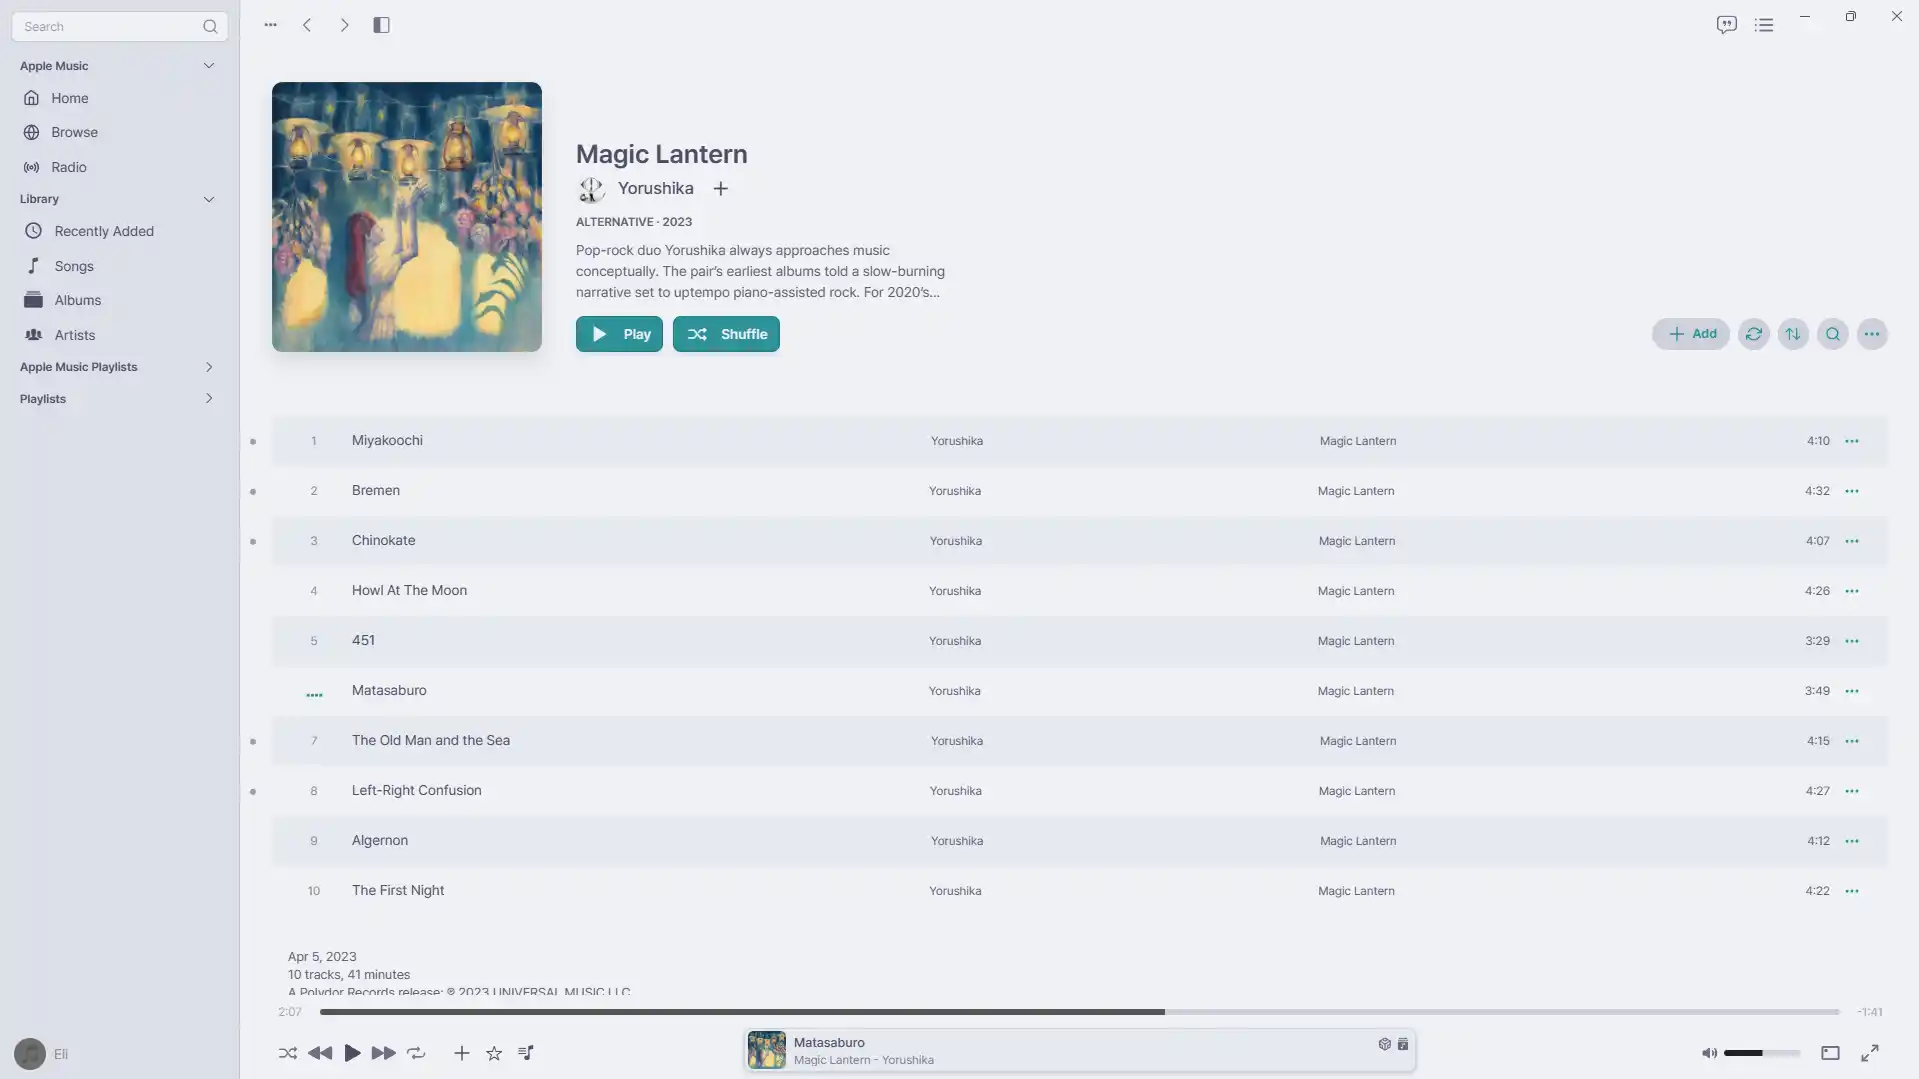 Search
Apple Music
Home
Browse
Radio
Library
Recently Added
Songs
Albums
Artists
Apple Music Playlists
Playlists
Eli
Magic Lantern
Yorushika
ALTERNATIVE · 2023
Pop-rock duo Yorushika always approaches music
conceptually. The pair's earliest albums told a slow-burning
narrative set to uptempo piano-assisted rock. For 2020's...
Play Shuffle
Add
1 Miyakoochi Yorushika Magic Lantern 4:10
2 Bremen Yorushika Magic Lantern 4:32
3 Chinokate Yorushika Magic Lantern 4:07
4 Howl At The Moon Yorushika Magic Lantern 4:26
5 451 Yorushika Magic Lantern 3:29
Matasaburo Yorushika Magic Lantern 3:49
7 The Old Man and the Sea Yorushika Magic Lantern 4:15
8 Left-Right Confusion Yorushika Magic Lantern 4:27
9 Algernon Yorushika Magic Lantern 4:12
10 The First Night Yorushika Magic Lantern 4:22
Apr 5, 2023
10 tracks, 41 minutes
A Polydor Records release; ℗ 2023 UNIVERSAL MUSIC LLC
2:07 -1:41
Matasaburo
Magic Lantern - Yorushika